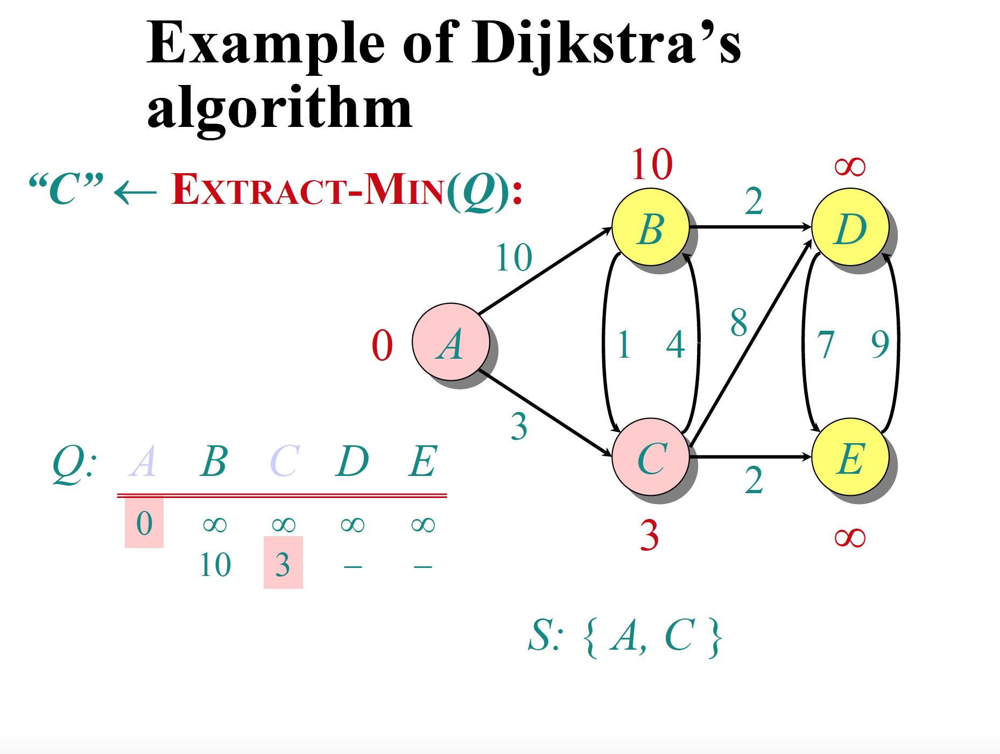 Example of Dijkstra’s
algorithm
“C” ← EXTRACT-MIN(Q):
10 ∞
B 2 D
10
0 A 1 4 8 7 9
3
C 2 E
3 ∞
Q: A B C D E
0 ∞ ∞ ∞ ∞
10 3 – –
S: { A, C }